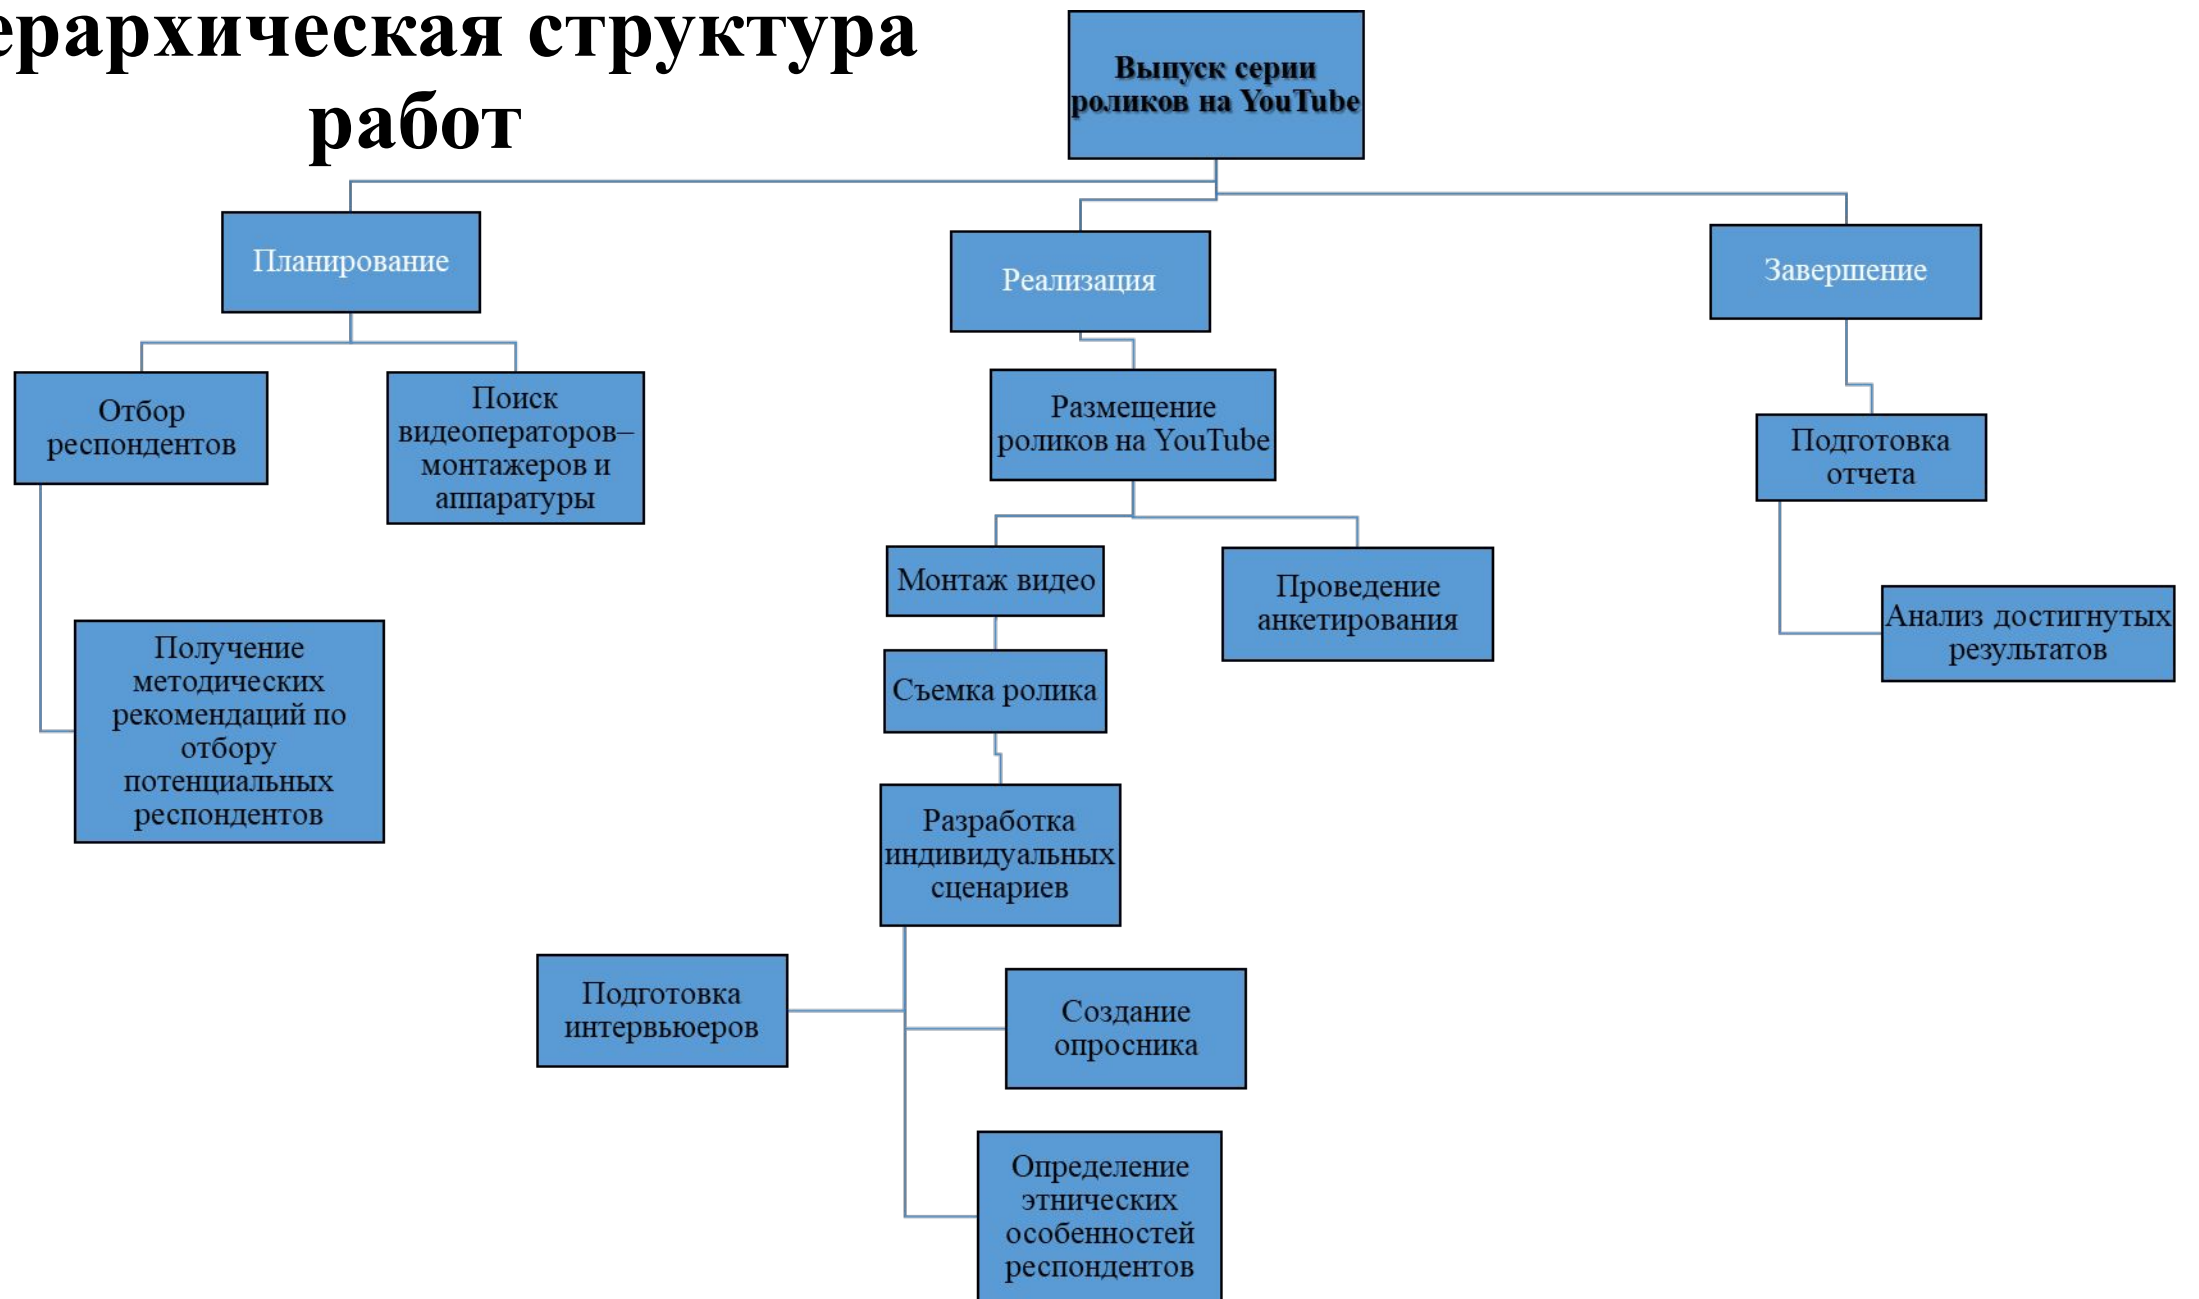 ерархическая структура
работ
Выпуск серии
роликов на YouTube
Планирование
Реализация
Завершение
Отбор
респондентов
Поиск
видеоператоров–
монтажеров и
аппаратуры
Размещение
роликов на YouTube
Подготовка
отчета
Монтаж видео
Проведение
анкетирования
Анализ достигнутых
результатов
Получение
методических
рекомендаций по
отбору
потенциальных
респондентов
Съемка ролика
Разработка
индивидуальных
сценариев
Подготовка
интервьюеров
Создание
опросника
Определение
этнических
особенностей
респондентов